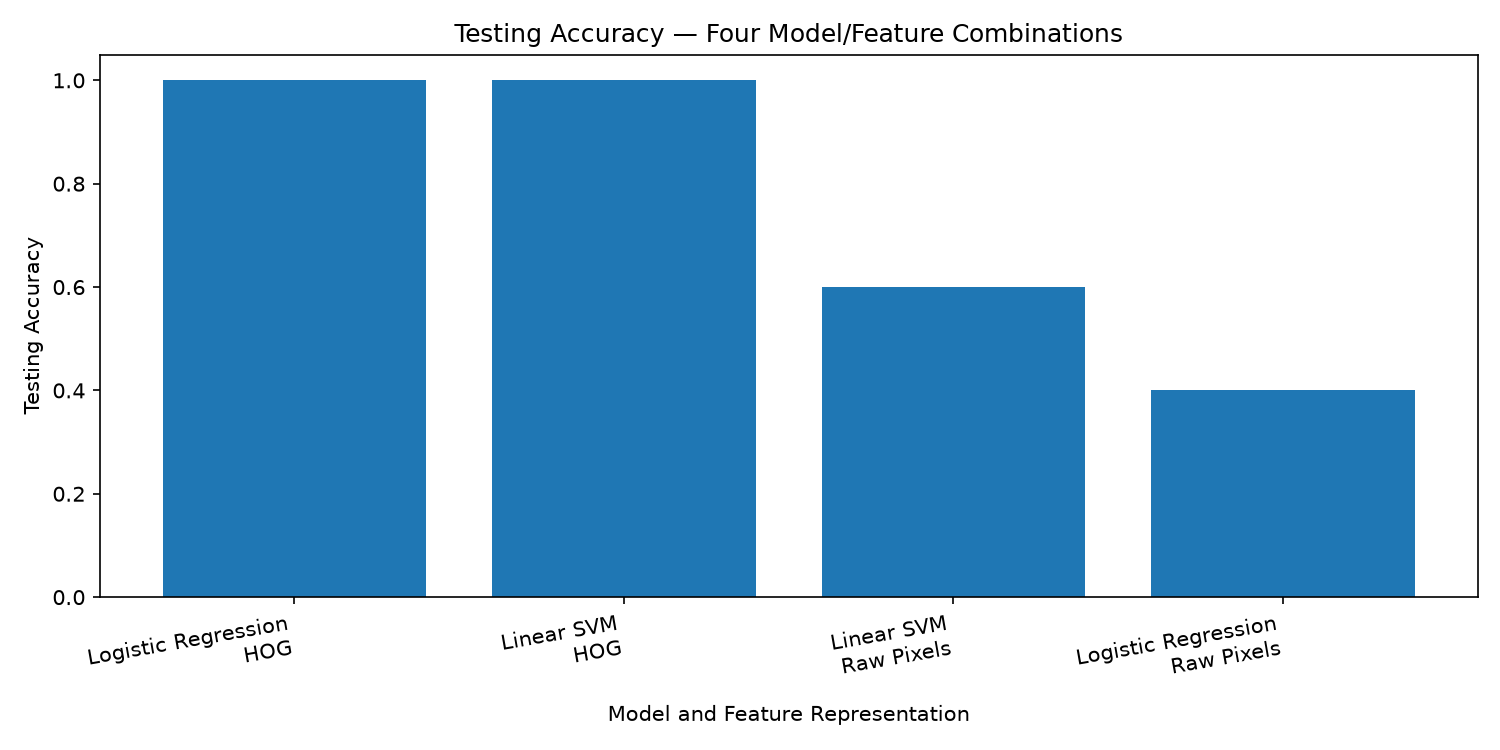 Testing Accuracy — Four Model/Feature Combinations
Testing Accuracy
1.0
0.8
0.6
0.4
0.2
0.0
Logistic Regression
HOG
Linear SVM
HOG
Linear SVM
Raw Pixels
Logistic Regression
Raw Pixels
Model and Feature Representation